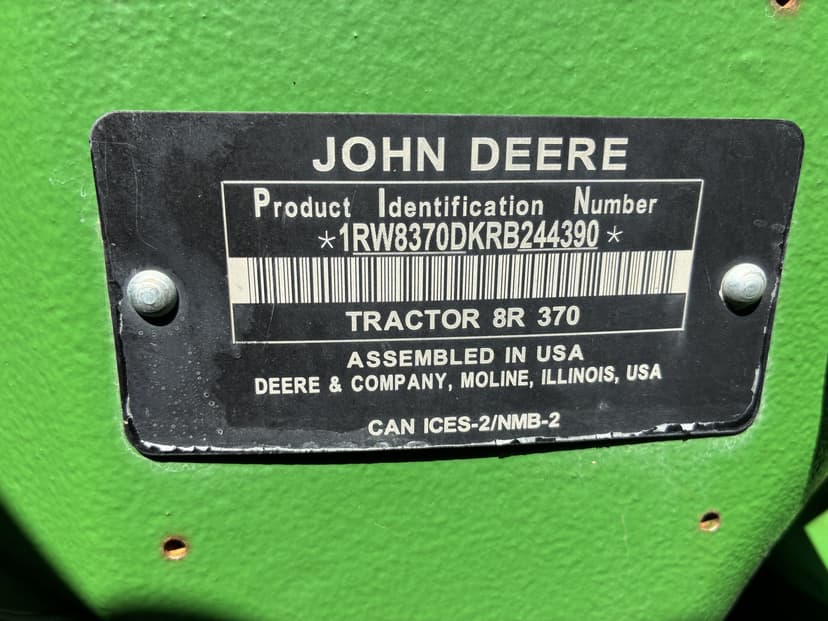 JOHN DEERE
Product Identification Number
*1RW8370DKRB244390*
TRACTOR 8R 370
ASSEMBLED IN USA
DEERE & COMPANY, MOLINE, ILLINOIS, USA
CAN ICES-2/NMB-2